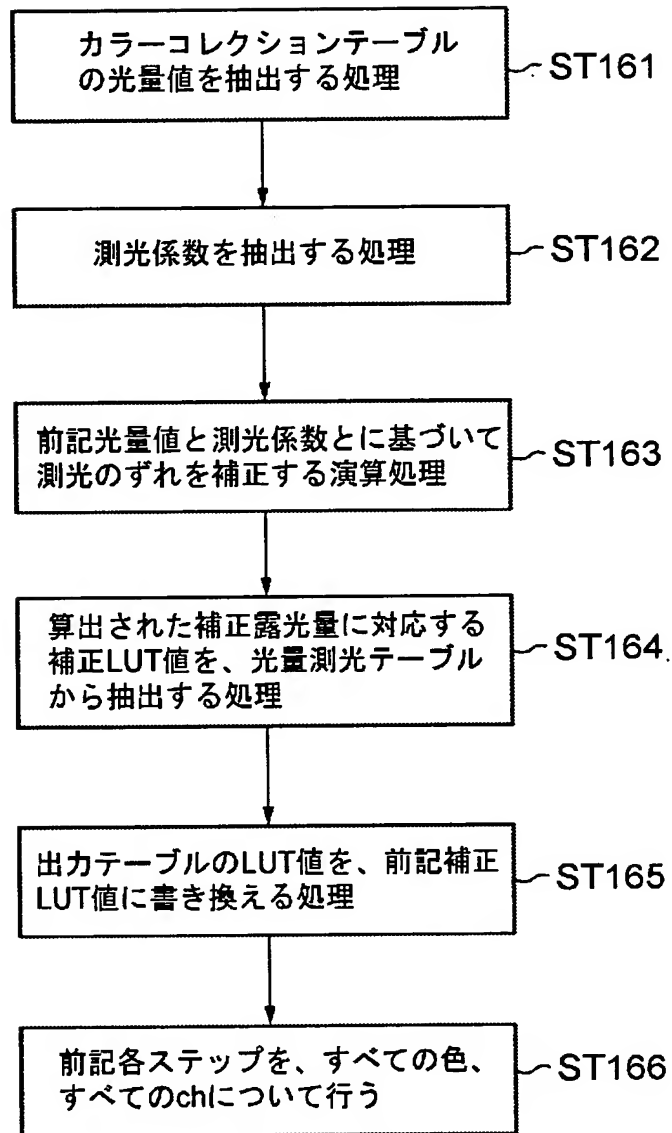 カラーコレクションテーブル
の光量値を抽出する処理
ST161
測光係数を抽出する処理
ST162
前記光量値と測光係数とに基づいて
測光のずれを補正する演算処理
ST163
算出された補正露光量に対応する
補正LUT値を、光量測光テーブル
から抽出する処理
ST164
出力テーブルのLUT値を、前記補正
LUT値に書き換える処理
ST165
前記各ステップを、すべての色、
すべてのchについて行う
ST166